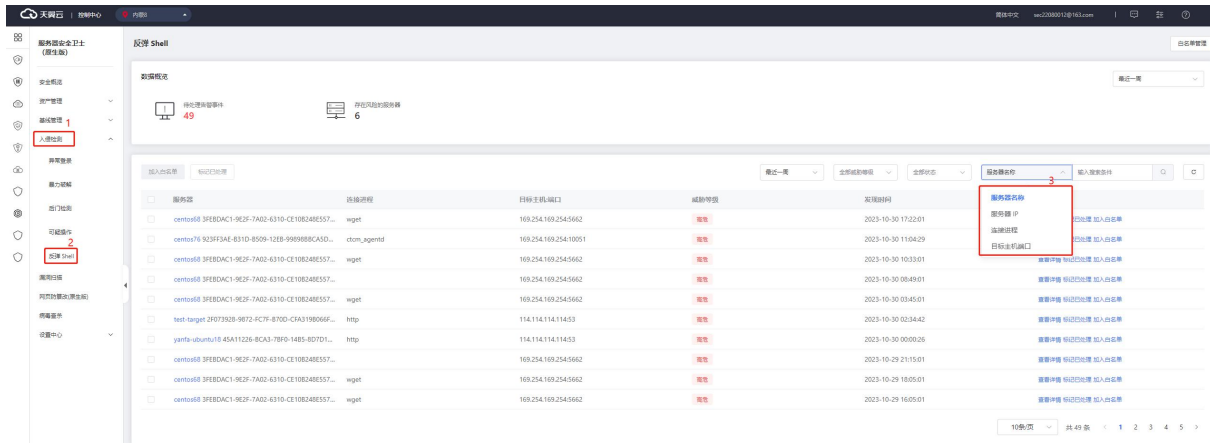 天翼云 | 控制中心 内蒙6 简体中文 sec22080012@163.com
服务器安全卫士
(原生版)
反弹 Shell
白名单管理
安全概览
资产管理
基线管理
1
入侵检测
异常登录
暴力破解
后门检测
可疑操作
2
反弹 Shell
漏洞扫描
网页防篡改(原生版)
病毒查杀
设置中心
数据概览
最近一周
待处理告警事件
49
存在风险的服务器
6
加入白名单 标记已处理 最近一周 全部威胁等级 全部状态 服务器名称 输入搜索条件
3
服务器名称
服务器 IP
连接进程
目标主机端口
服务器 连接进程 目标主机:端口 威胁等级 发现时间
centos68 3FEBDAC1-9E2F-7A02-6310-CE10B248E557... wget 169.254.169.254:5662 高危 2023-10-30 17:22:01 已处理 加入白名单
centos76 923FF3AE-B31D-B509-12EB-99898BBCA5D... ctcm_agentd 169.254.169.254:10051 高危 2023-10-30 11:04:29 已处理 加入白名单
centos68 3FEBDAC1-9E2F-7A02-6310-CE10B248E557... wget 169.254.169.254:5662 高危 2023-10-30 10:33:01 查看详情 标记已处理 加入白名单
centos68 3FEBDAC1-9E2F-7A02-6310-CE10B248E557... 169.254.169.254:5662 高危 2023-10-30 08:49:01 查看详情 标记已处理 加入白名单
centos68 3FEBDAC1-9E2F-7A02-6310-CE10B248E557... wget 169.254.169.254:5662 高危 2023-10-30 03:45:01 查看详情 标记已处理 加入白名单
test-target 2F073928-9872-FC7F-870D-CFA319B066F... http 114.114.114.114:53 高危 2023-10-30 02:34:42 查看详情 标记已处理 加入白名单
yanfa-ubuntu18 45A11226-8CA3-7BF0-14B5-8D7D1... http 114.114.114.114:53 高危 2023-10-30 00:00:26 查看详情 标记已处理 加入白名单
centos68 3FEBDAC1-9E2F-7A02-6310-CE10B248E557... 169.254.169.254:5662 高危 2023-10-29 21:15:01 查看详情 标记已处理 加入白名单
centos68 3FEBDAC1-9E2F-7A02-6310-CE10B248E557... wget 169.254.169.254:5662 高危 2023-10-29 18:05:01 查看详情 标记已处理 加入白名单
centos68 3FEBDAC1-9E2F-7A02-6310-CE10B248E557... wget 169.254.169.254:5662 高危 2023-10-29 16:05:01 查看详情 标记已处理 加入白名单
10条/页 共 49 条 < 1 2 3 4 5 >